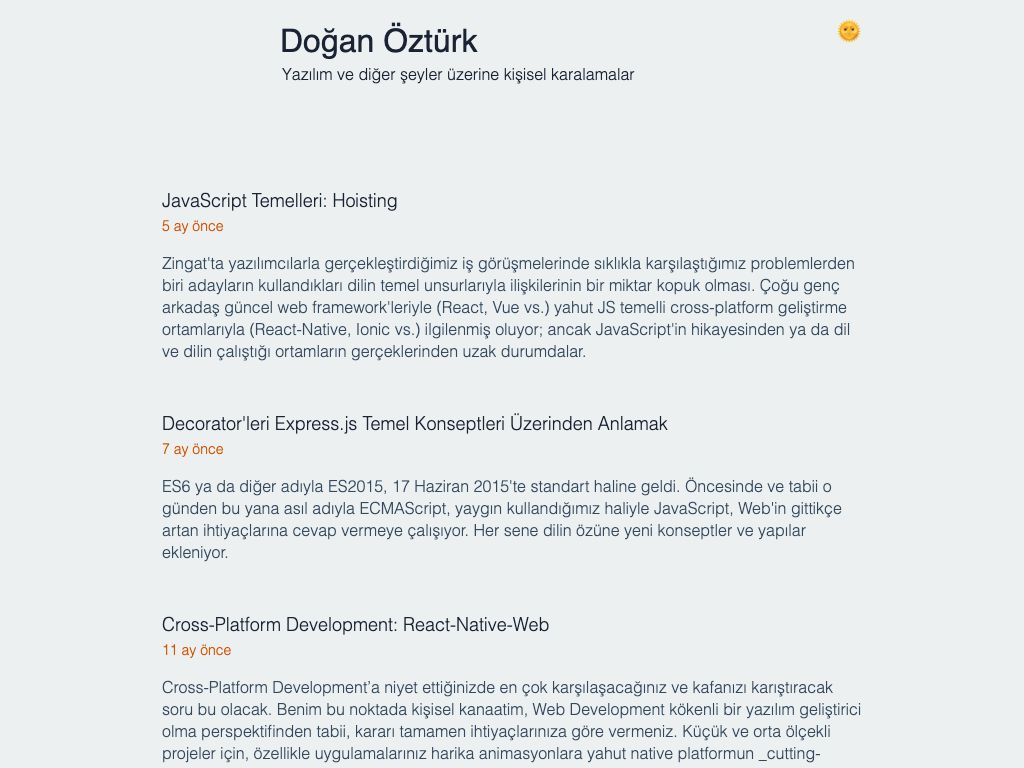 Doğan Öztürk
Yazılım ve diğer şeyler üzerine kişisel karalamalar
JavaScript Temelleri: Hoisting
5 ay önce
Zingat'ta yazılımcılarla gerçekleştirdiğimiz iş görüşmelerinde sıklıkla karşılaştığımız problemlerden
biri adayların kullandıkları dilin temel unsurlarıyla ilişkilerinin bir miktar kopuk olması. Çoğu genç
arkadaş güncel web framework'leriyle (React, Vue vs.) yahut JS temelli cross-platform geliştirme
ortamlarıyla (React-Native, Ionic vs.) ilgilenmiş oluyor; ancak JavaScript'in hikayesinden ya da dil
ve dilin çalıştığı ortamların gerçeklerinden uzak durumdalar.
Decorator'leri Express.js Temel Konseptleri Üzerinden Anlamak
7 ay önce
ES6 ya da diğer adıyla ES2015, 17 Haziran 2015'te standart haline geldi. Öncesinde ve tabii o
günden bu yana asıl adıyla ECMAScript, yaygın kullandığımız haliyle JavaScript, Web'in gittikçe
artan ihtiyaçlarına cevap vermeye çalışıyor. Her sene dilin özüne yeni konseptler ve yapılar
ekleniyor.
Cross-Platform Development: React-Native-Web
11 ay önce
Cross-Platform Development’a niyet ettiğinizde en çok karşılaşacağınız ve kafanızı karıştıracak
soru bu olacak. Benim bu noktada kişisel kanaatim, Web Development kökenli bir yazılım geliştirici
olma perspektifinden tabii, kararı tamamen ihtiyaçlarınıza göre vermeniz. Küçük ve orta ölçekli
projeler için, özellikle uygulamalarınız harika animasyonlara yahut native platformun _cutting-